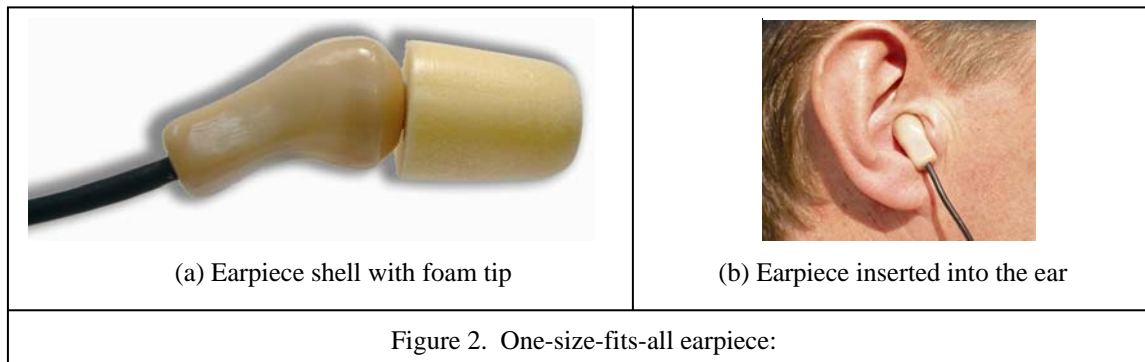 (a) Earpiece shell with foam tip
(b) Earpiece inserted into the ear
Figure 2. One-size-fits-all earpiece: